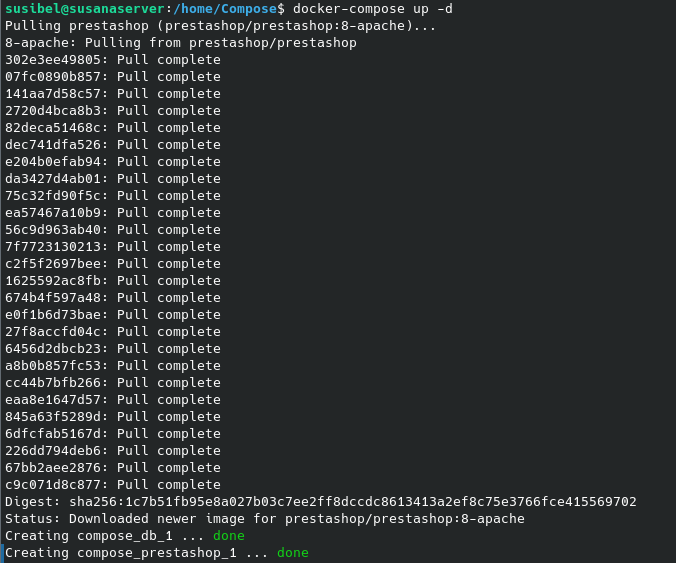 susibel@susanaserver:/home/Compose$ docker-compose up -d
Pulling prestashop (prestashop/prestashop:8-apache)...
8-apache: Pulling from prestashop/prestashop
302e3ee49805: Pull complete
07fc0890b857: Pull complete
141aa7d58c57: Pull complete
2720d4bca8b3: Pull complete
82deca51468c: Pull complete
dec741dfa526: Pull complete
e204b0efab94: Pull complete
da3427d4ab01: Pull complete
75c32fd90f5c: Pull complete
ea57467a10b9: Pull complete
56c9d963ab40: Pull complete
7f7723130213: Pull complete
c2f5f2697bee: Pull complete
1625592ac8fb: Pull complete
674b4f597a48: Pull complete
e0f1b6d73bae: Pull complete
27f8accfd04c: Pull complete
6456d2dbcb23: Pull complete
a8b0b857fc53: Pull complete
cc44b7bfb266: Pull complete
eaa8e1647d57: Pull complete
845a63f5289d: Pull complete
6dfcfab5167d: Pull complete
226dd794deb6: Pull complete
67bb2aee2876: Pull complete
c9c071d8c877: Pull complete
Digest: sha256:1c7b51fb95e8a027b03c7ee2ff8dccdc8613413a2ef8c75e3766fce415569702
Status: Downloaded newer image for prestashop/prestashop:8-apache
Creating compose_db_1 ... done
Creating compose_prestashop_1 ... done